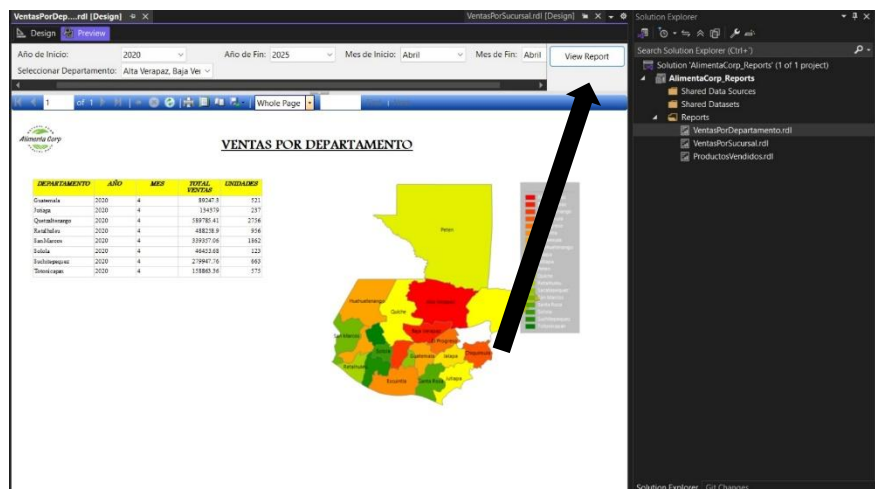 VentasPorDep....rdl [Design]
VentasPorSucursal.rdl [Design]
Solution Explorer
Design Preview
Search Solution Explorer (Ctrl+')
Año de Inicio: 2020 Año de Fin: 2025 Mes de Inicio: Abril Mes de Fin: Abril View Report
Seleccionar Departamento: Alta Verapaz, Baja Ver
Solution 'AlimentaCorp_Reports' (1 of 1 project)
AlimentaCorp_Reports
Shared Data Sources
Shared Datasets
Reports
VentasPorDepartamento.rdl
VentasPorSucursal.rdl
ProductosVendidos.rdl
1 of 1 Whole Page
Alimenta Corp
VENTAS POR DEPARTAMENTO
DEPARTAMENTO AÑO MES TOTAL VENTAS UNIDADES
Guatemala 2020 4 89247.3 521
Jutiapa 2020 4 134379 257
Quetzaltenango 2020 4 589785.41 2756
Retalhuleu 2020 4 488258.9 956
San Marcos 2020 4 339357.06 1862
Solola 2020 4 46453.68 123
Suchitepequez 2020 4 279947.76 663
Totonicapan 2020 4 158863.36 575
Peten
Huehuetenango
Quiche
Alta Verapaz
Baja Verapaz
El Progreso
San Marcos
Solola
Guatemala
Jalapa
Chiquimula
Retalhuleu
Escuintla
Santa Rosa
Jutiapa
Solution Explorer Git Changes